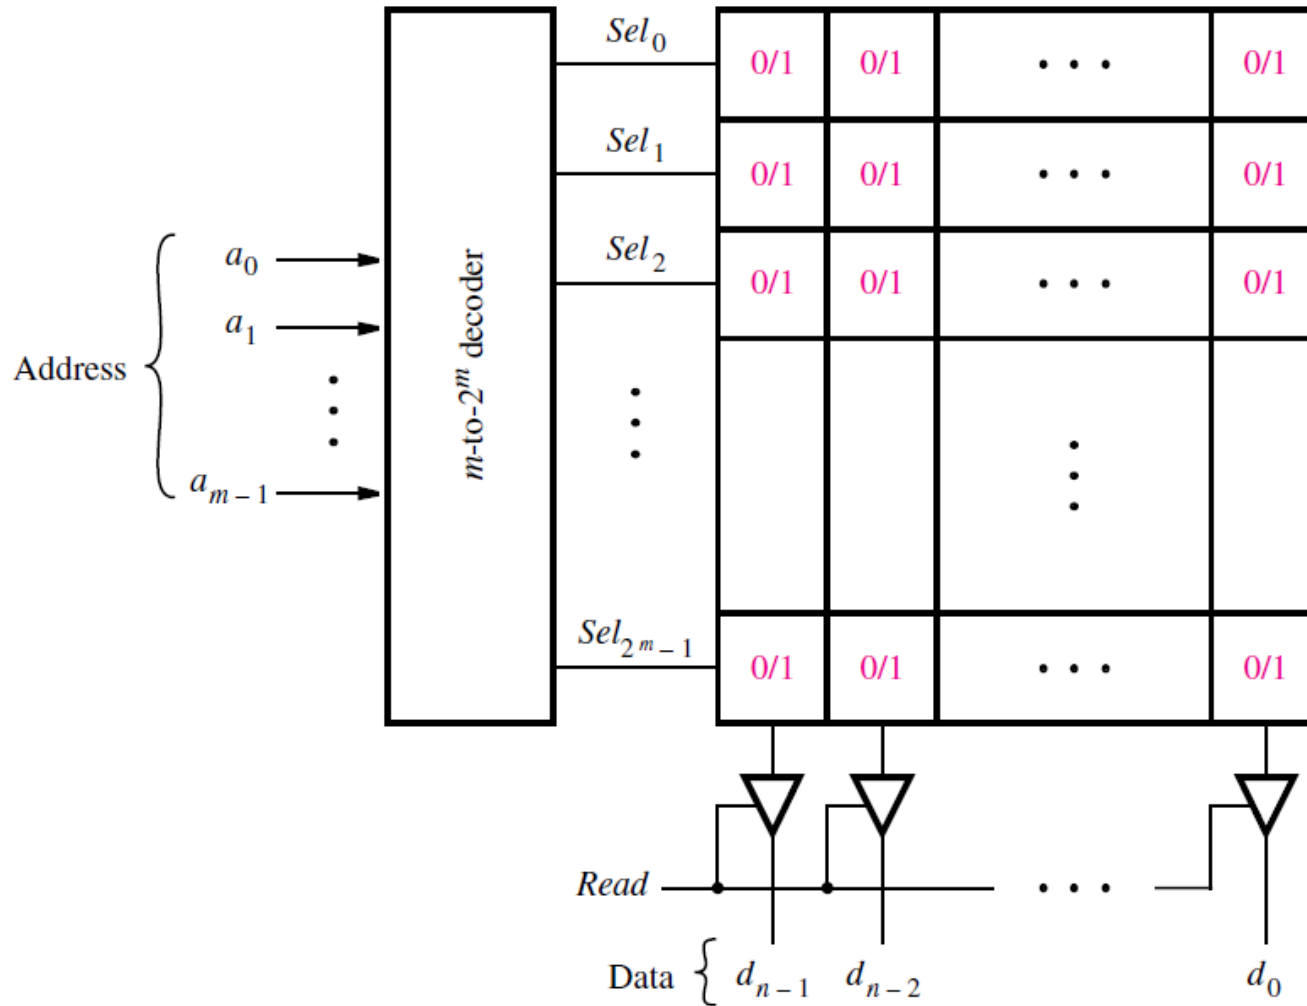 Sel₀
0/1 0/1 • • • 0/1
Sel₁
0/1 0/1 • • • 0/1
Sel₂
0/1 0/1 • • • 0/1
Address
a₀
a₁
aₘ₋₁
m-to-2ᵐ decoder
Sel₂ᵐ₋₁
0/1 0/1 • • • 0/1
Read • • •
Data dₙ₋₁ dₙ₋₂ d₀